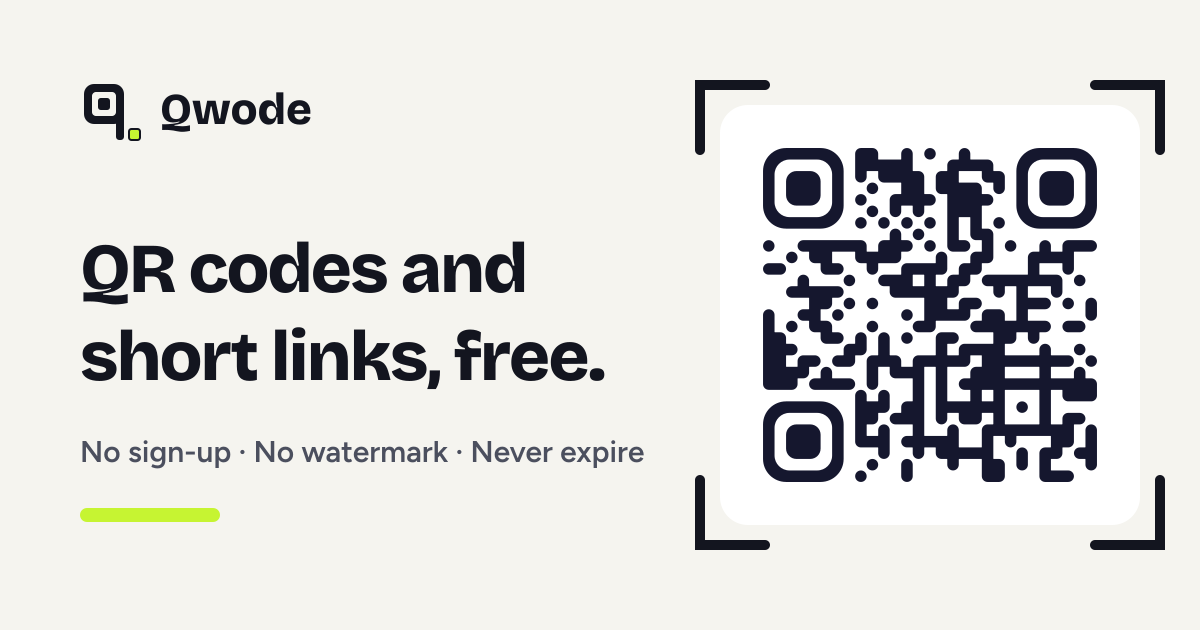 Qwode
QR codes and
short links, free.
No sign-up · No watermark · Never expire